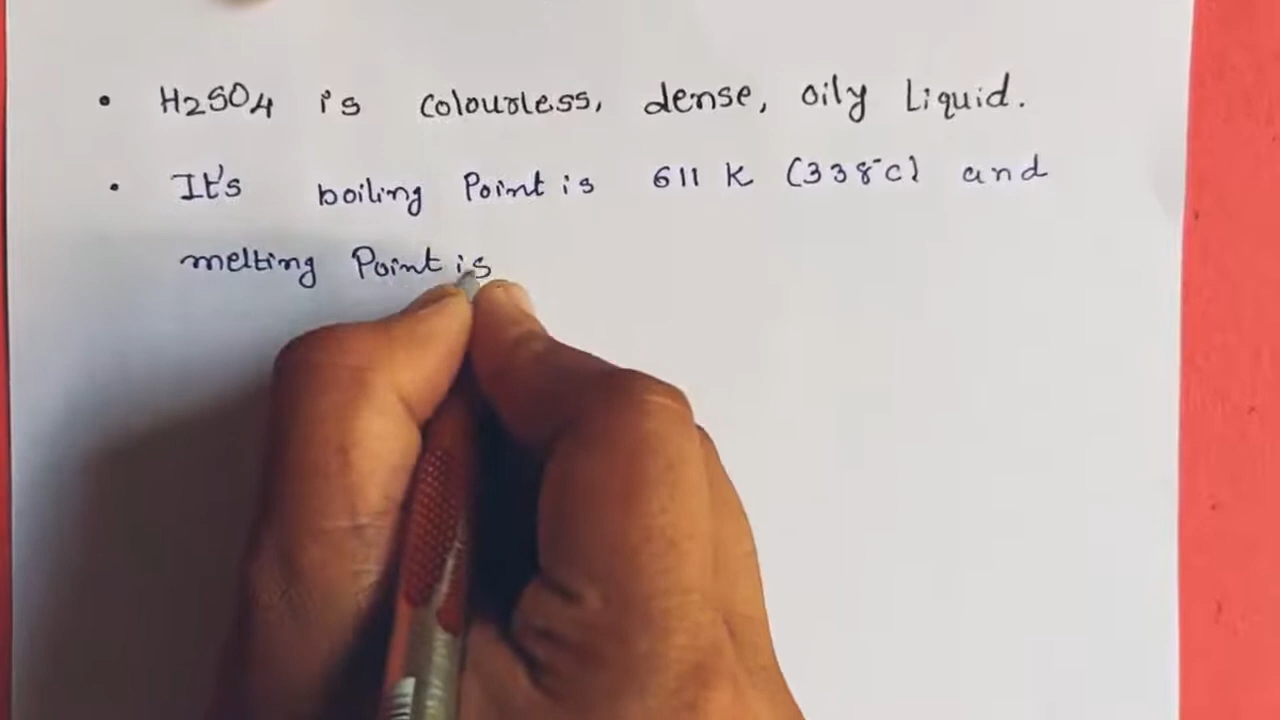 • H2SO4 is colourless, dense, oily Liquid.
• It's boiling Point is 611 K (338°c) and
melting Point is